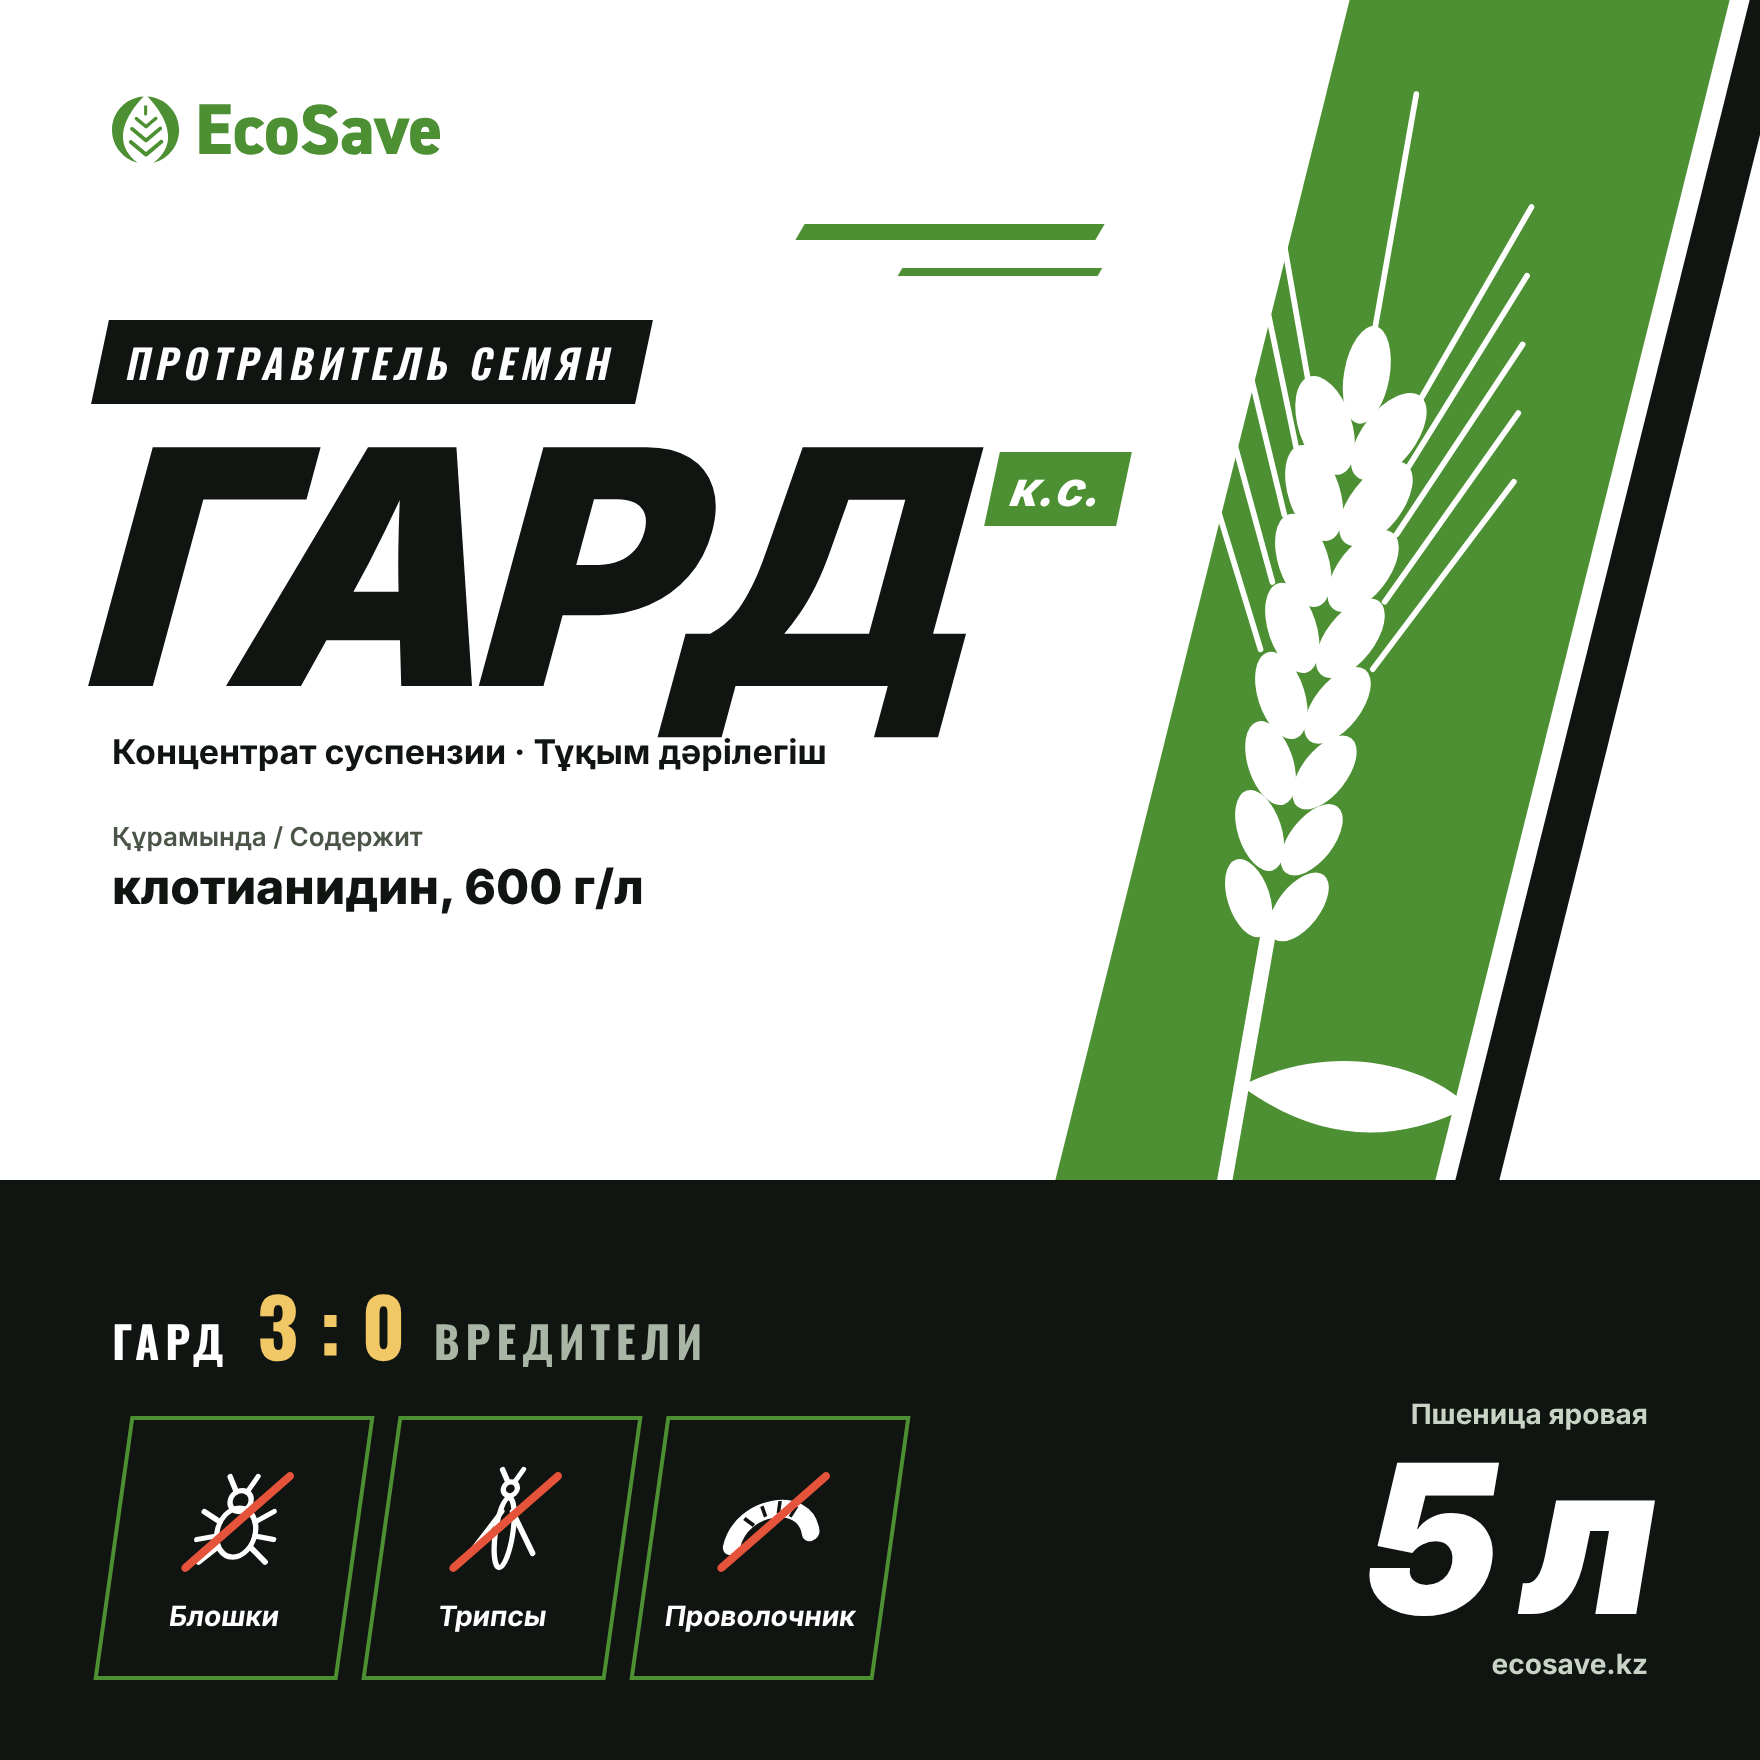 EcoSave
ПРОТРАВИТЕЛЬ СЕМЯН
ГАРД
к.с.
Концентрат суспензии · Тұқым дәрілегіш
Құрамында / Содержит
клотианидин, 600 г/л
ГАРД 3 : 0 ВРЕДИТЕЛИ
Блошки
Трипсы
Проволочник
Пшеница яровая
5 л
ecosave.kz